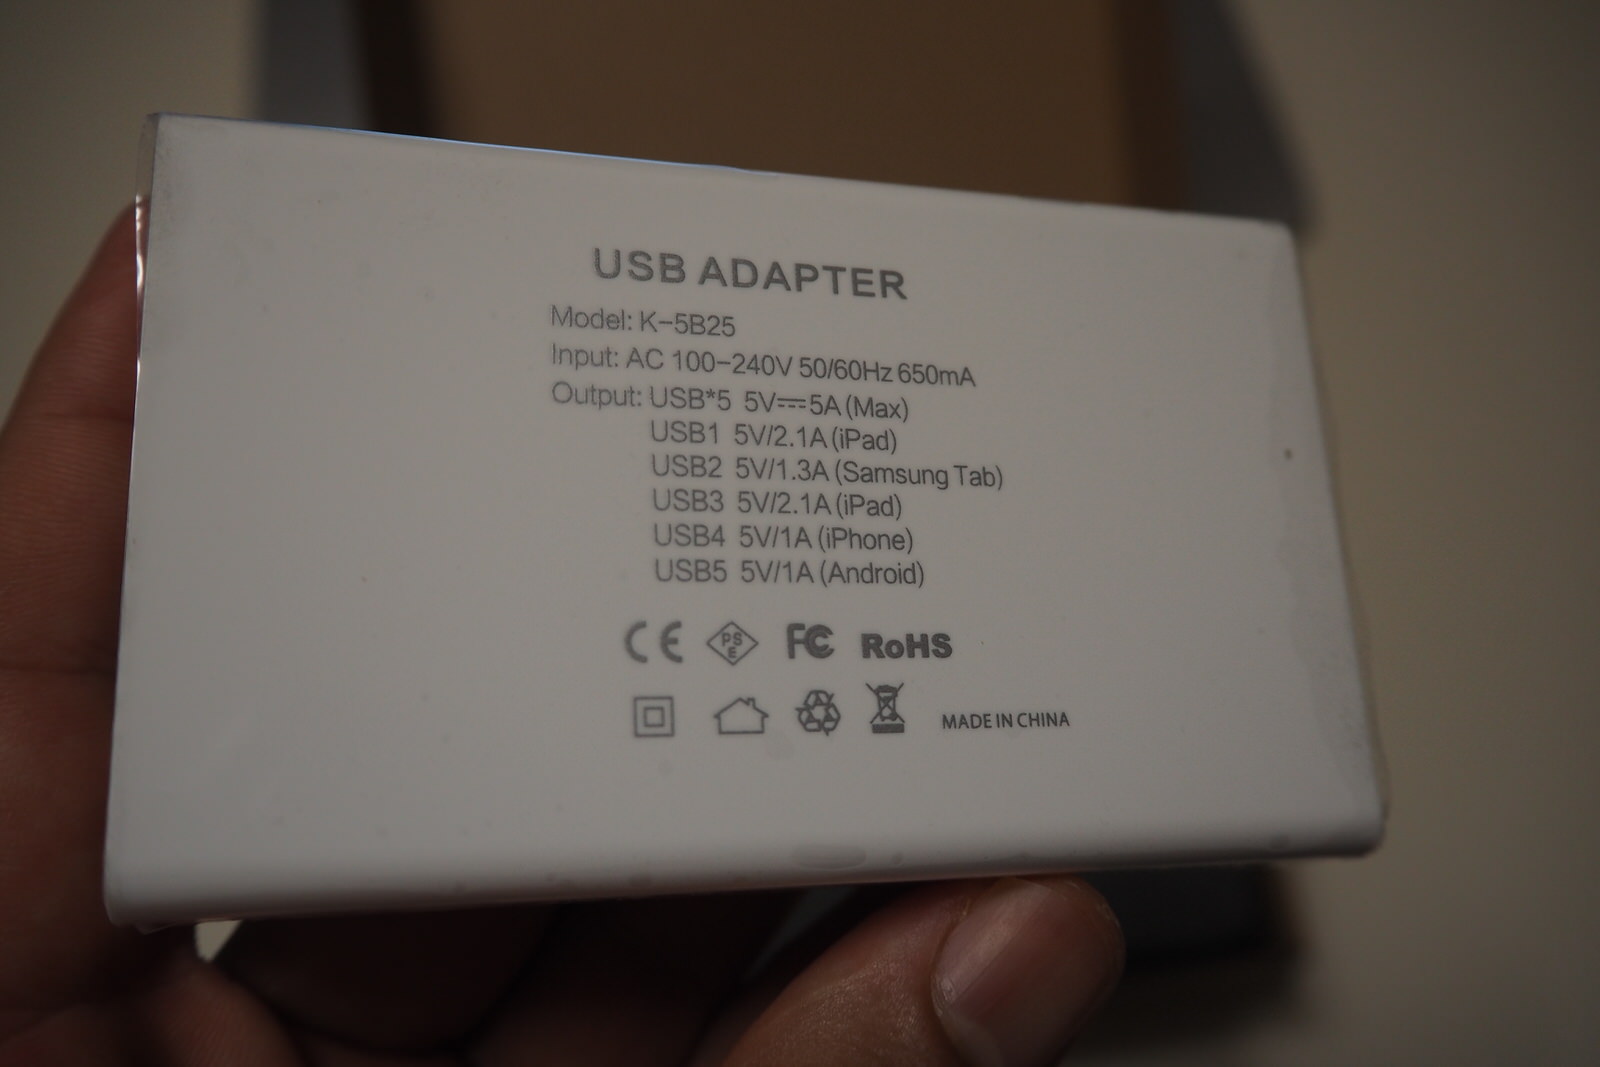 USB ADAPTER
Model: K-5B25
Input: AC 100-240V 50/60Hz 650mA
Output: USB*5 5V⎓5A (Max)
USB1 5V/2.1A (iPad)
USB2 5V/1.3A (Samsung Tab)
USB3 5V/2.1A (iPad)
USB4 5V/1A (iPhone)
USB5 5V/1A (Android)
CE PSE FC RoHS
MADE IN CHINA